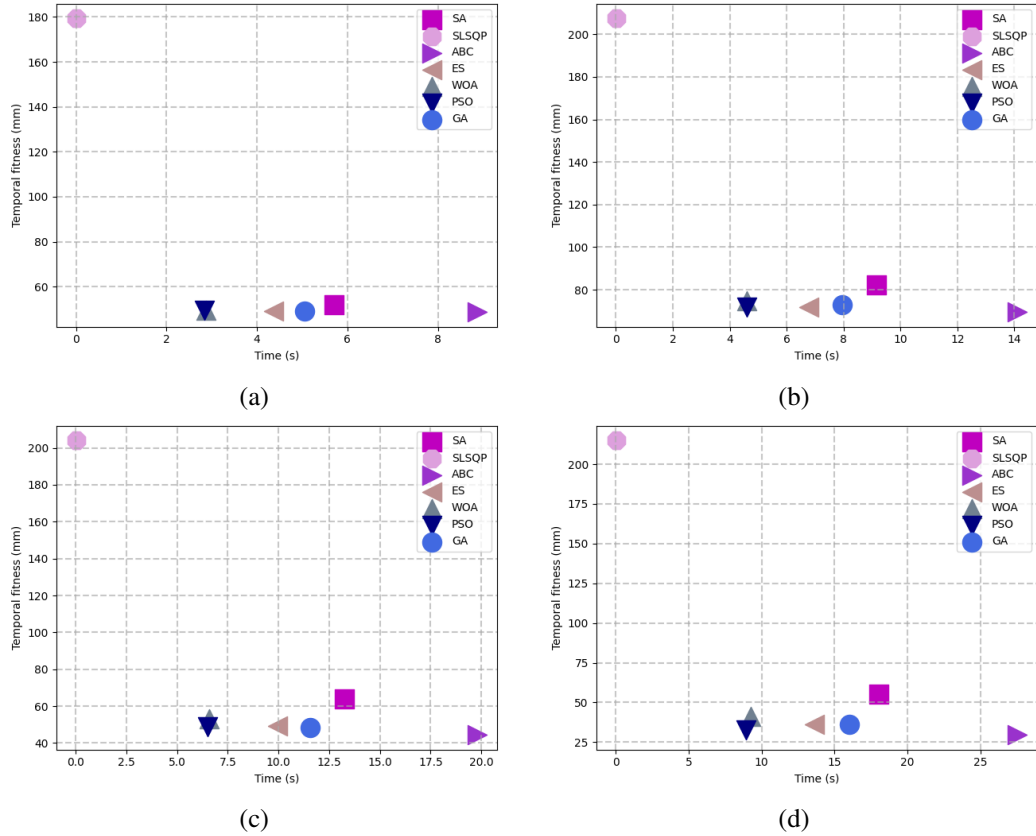 180
160
140
120
100
80
60
Temporal fitness (mm)
0
2
4
6
8
Time (s)
SA
SLSQP
ABC
ES
WOA
PSO
GA
(a)
200
180
160
140
120
100
80
Temporal fitness (mm)
0
2
4
6
8
10
12
14
Time (s)
SA
SLSQP
ABC
ES
WOA
PSO
GA
(b)
200
180
160
140
120
100
80
60
40
Temporal fitness (mm)
0.0
2.5
5.0
7.5
10.0
12.5
15.0
17.5
20.0
Time (s)
SA
SLSQP
ABC
ES
WOA
PSO
GA
(c)
200
175
150
125
100
75
50
25
Temporal fitness (mm)
0
5
10
15
20
25
Time (s)
SA
SLSQP
ABC
ES
WOA
PSO
GA
(d)